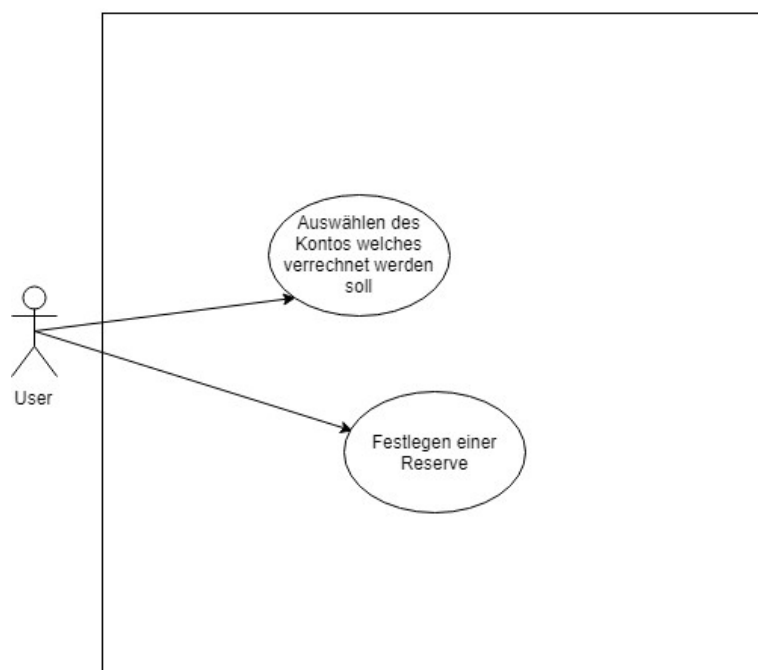 Auswählen des
Kontos welches
verrechnet werden
soll
User
Festlegen einer
Reserve